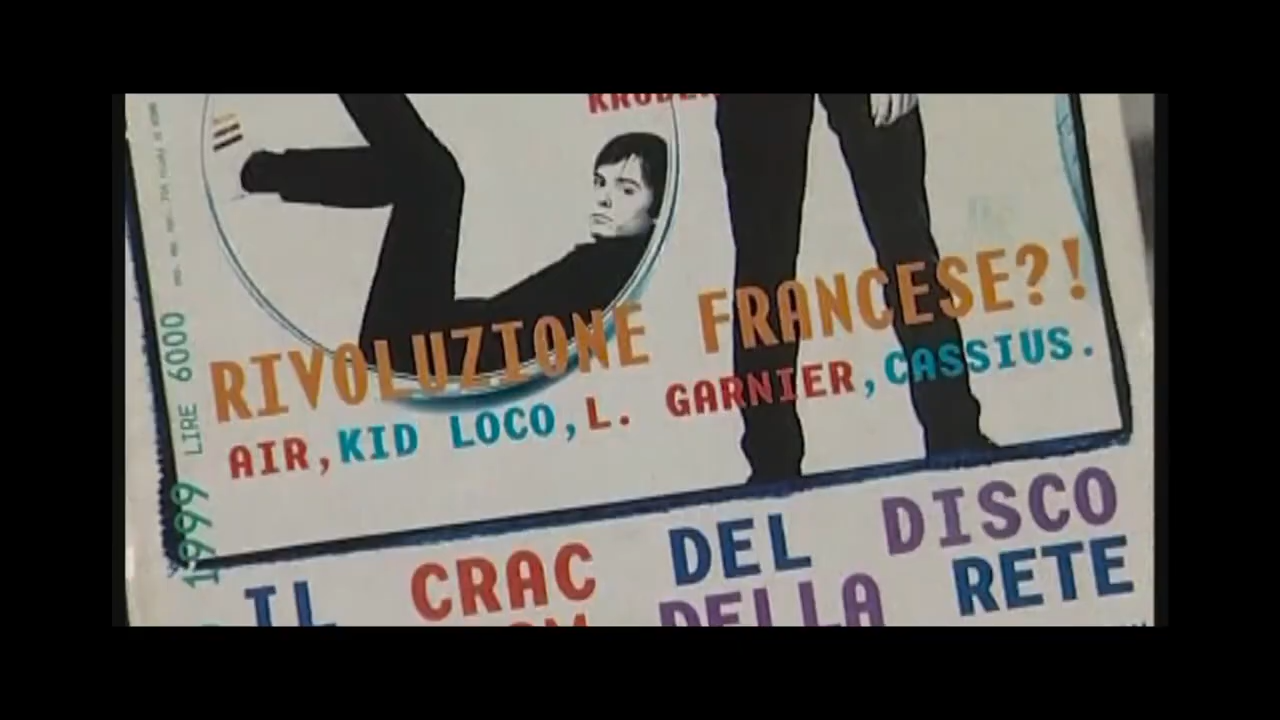 RIVOLUZIONE FRANCESE?!
AIR, KID LOCO, L. GARNIER, CASSIUS.
1999 LIRE 6000
IL CRAC DEL DISCO
DELLA RETE